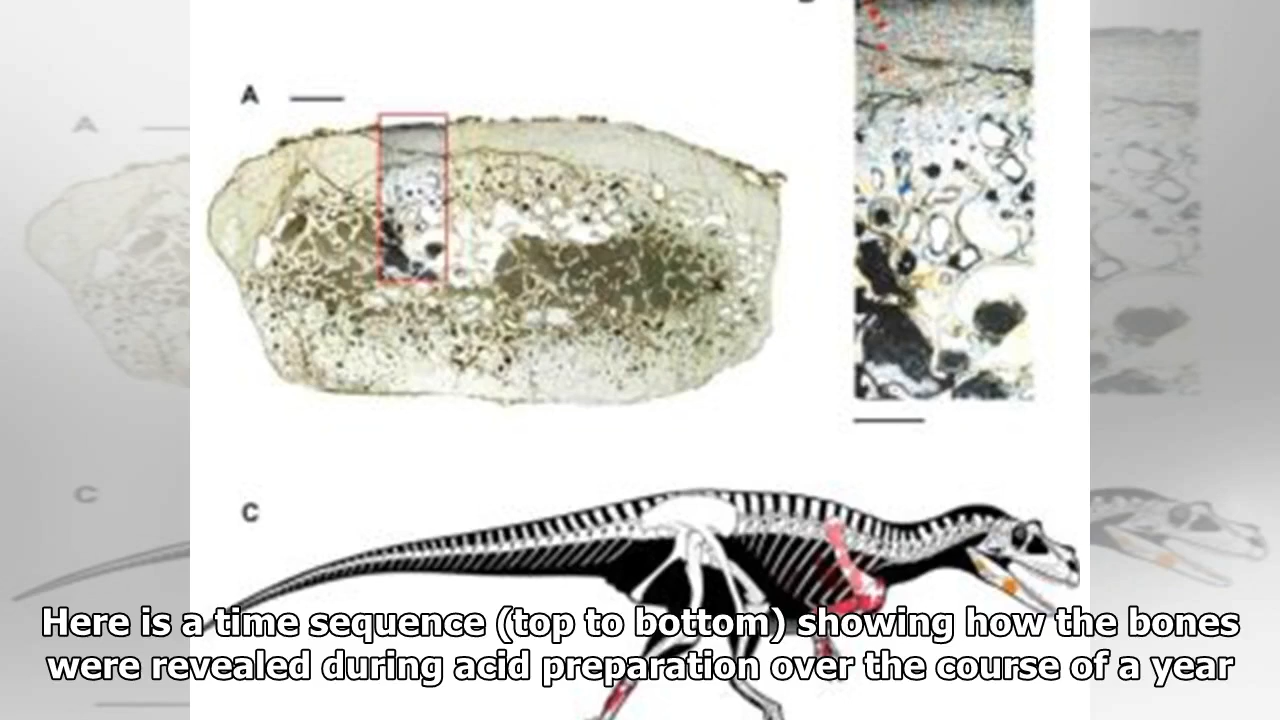 A
C
Here is a time sequence (top to bottom) showing how the bones
were revealed during acid preparation over the course of a year